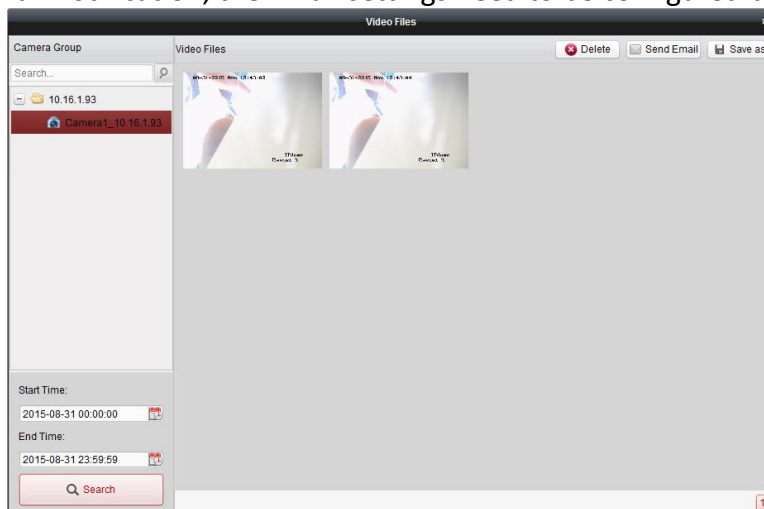 Video Files
Camera Group
Video Files
Delete
Send Email
Save as
Search...
10.16.1.93
Camera1_10.16.1.93
Start Time:
2015-08-31 00:00:00
End Time:
2015-08-31 23:59:59
Search